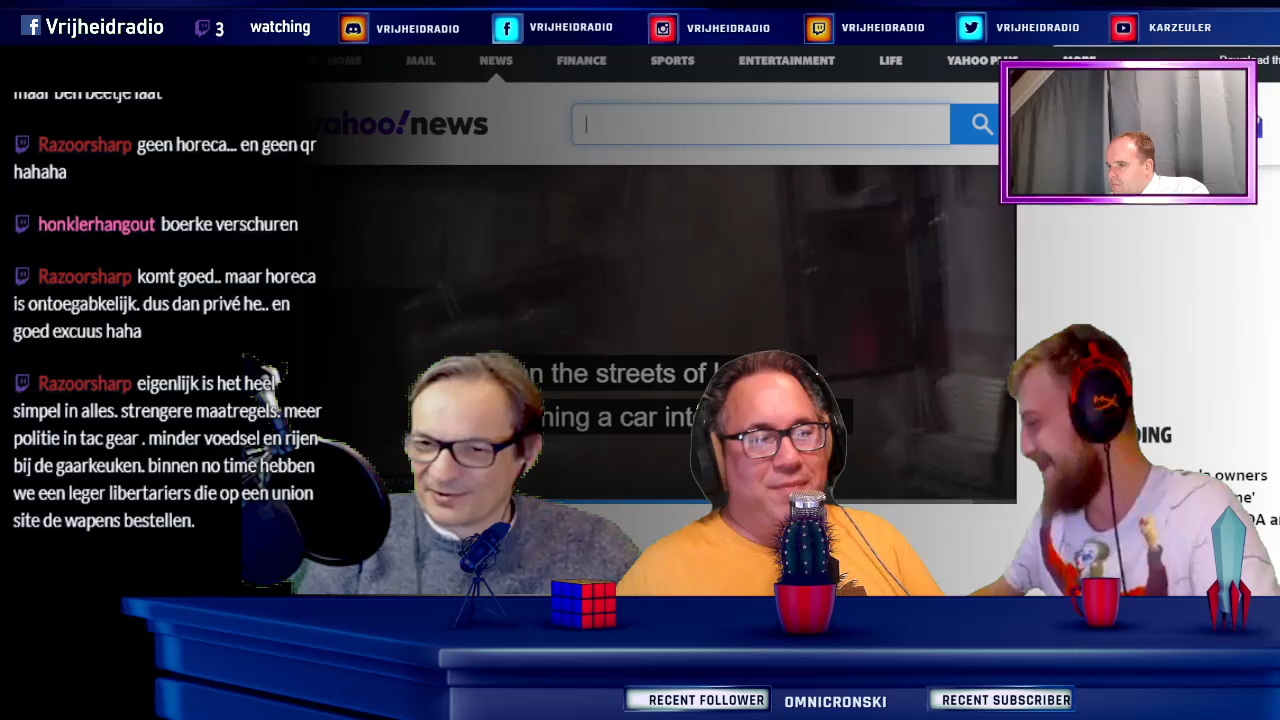 Vrijheidradio
3
watching
VRIJHEIDRADIO
VRIJHEIDRADIO
VRIJHEIDRADIO
VRIJHEIDRADIO
VRIJHEIDRADIO
KARZEULER
HOME
MAIL
NEWS
FINANCE
SPORTS
ENTERTAINMENT
LIFE
YAHOO
Download
yahoo!news
maar ben beetje laat
Razoorsharp geen horeca... en geen qr
hahaha
honklerhangout boerke verschuren
Razoorsharp komt goed.. maar horeca
is ontoegabkelijk. dus dan privé he.. en
goed excuus haha
Razoorsharp eigenlijk is het heel
simpel in alles. strengere maatregels. meer
politie in tac gear . minder voedsel en rijen
bij de gaarkeuken. binnen no time hebben
we een leger libertariers die op een union
site de wapens bestellen.
the streets of
a car
owners
RECENT FOLLOWER
OMNICRONSKI
RECENT SUBSCRIBER